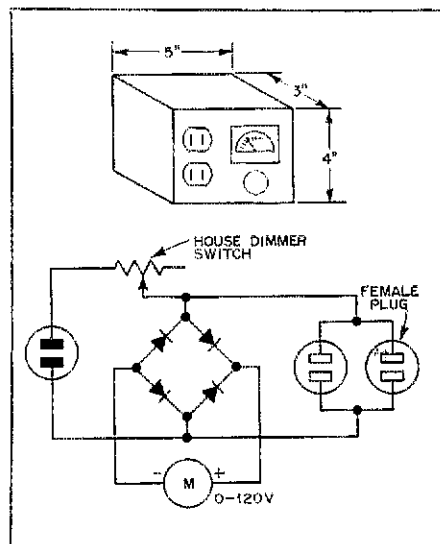 5"
3"
4"
HOUSE DIMMER
SWITCH
FEMALE
PLUG
- M +
0-120V